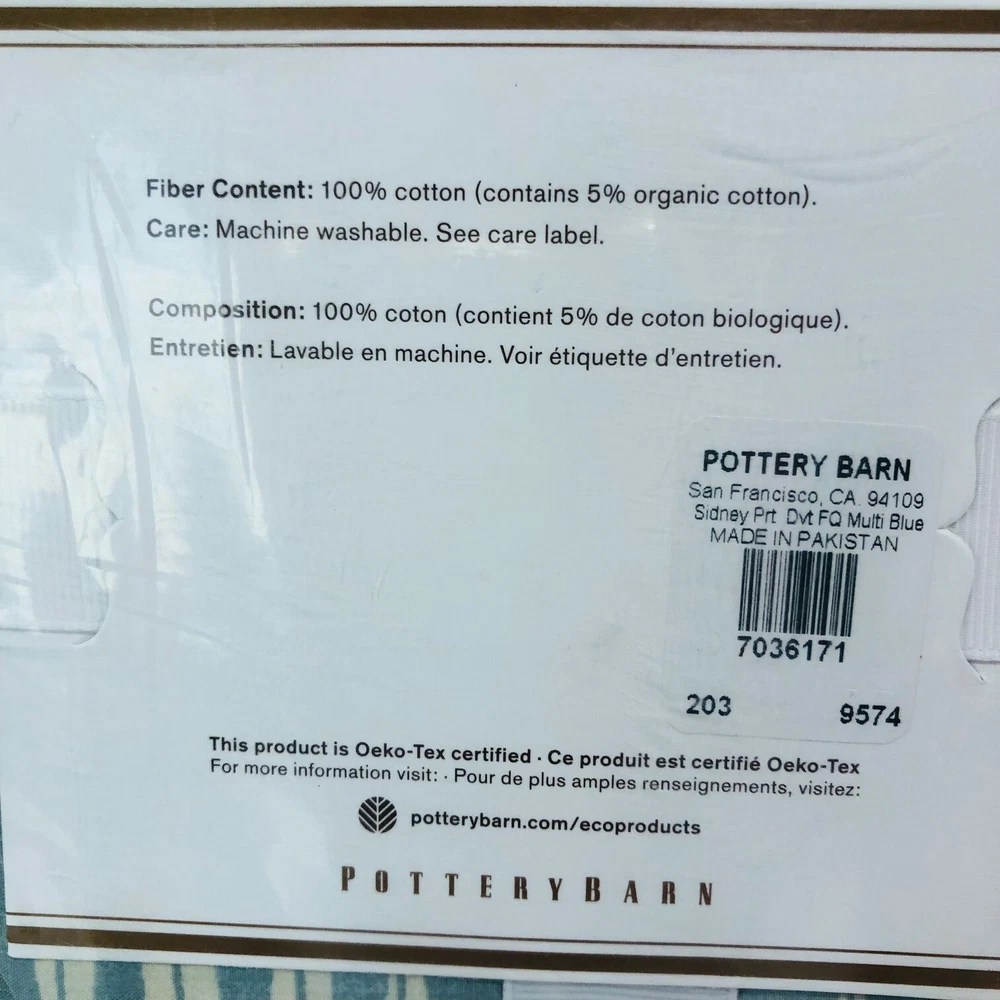 Fiber Content: 100% cotton (contains 5% organic cotton).
Care: Machine washable. See care label.
Composition: 100% coton (contient 5% de coton biologique).
Entretien: Lavable en machine. Voir étiquette d'entretien.
POTTERY BARN
San Francisco, CA. 94109
Sidney Prt Dvt FQ Multi Blue
MADE IN PAKISTAN
7036171
203 9574
This product is Oeko-Tex certified · Ce produit est certifié Oeko-Tex
For more information visit: · Pour de plus amples renseignements, visitez:
potterybarn.com/ecoproducts
POTTERYBARN